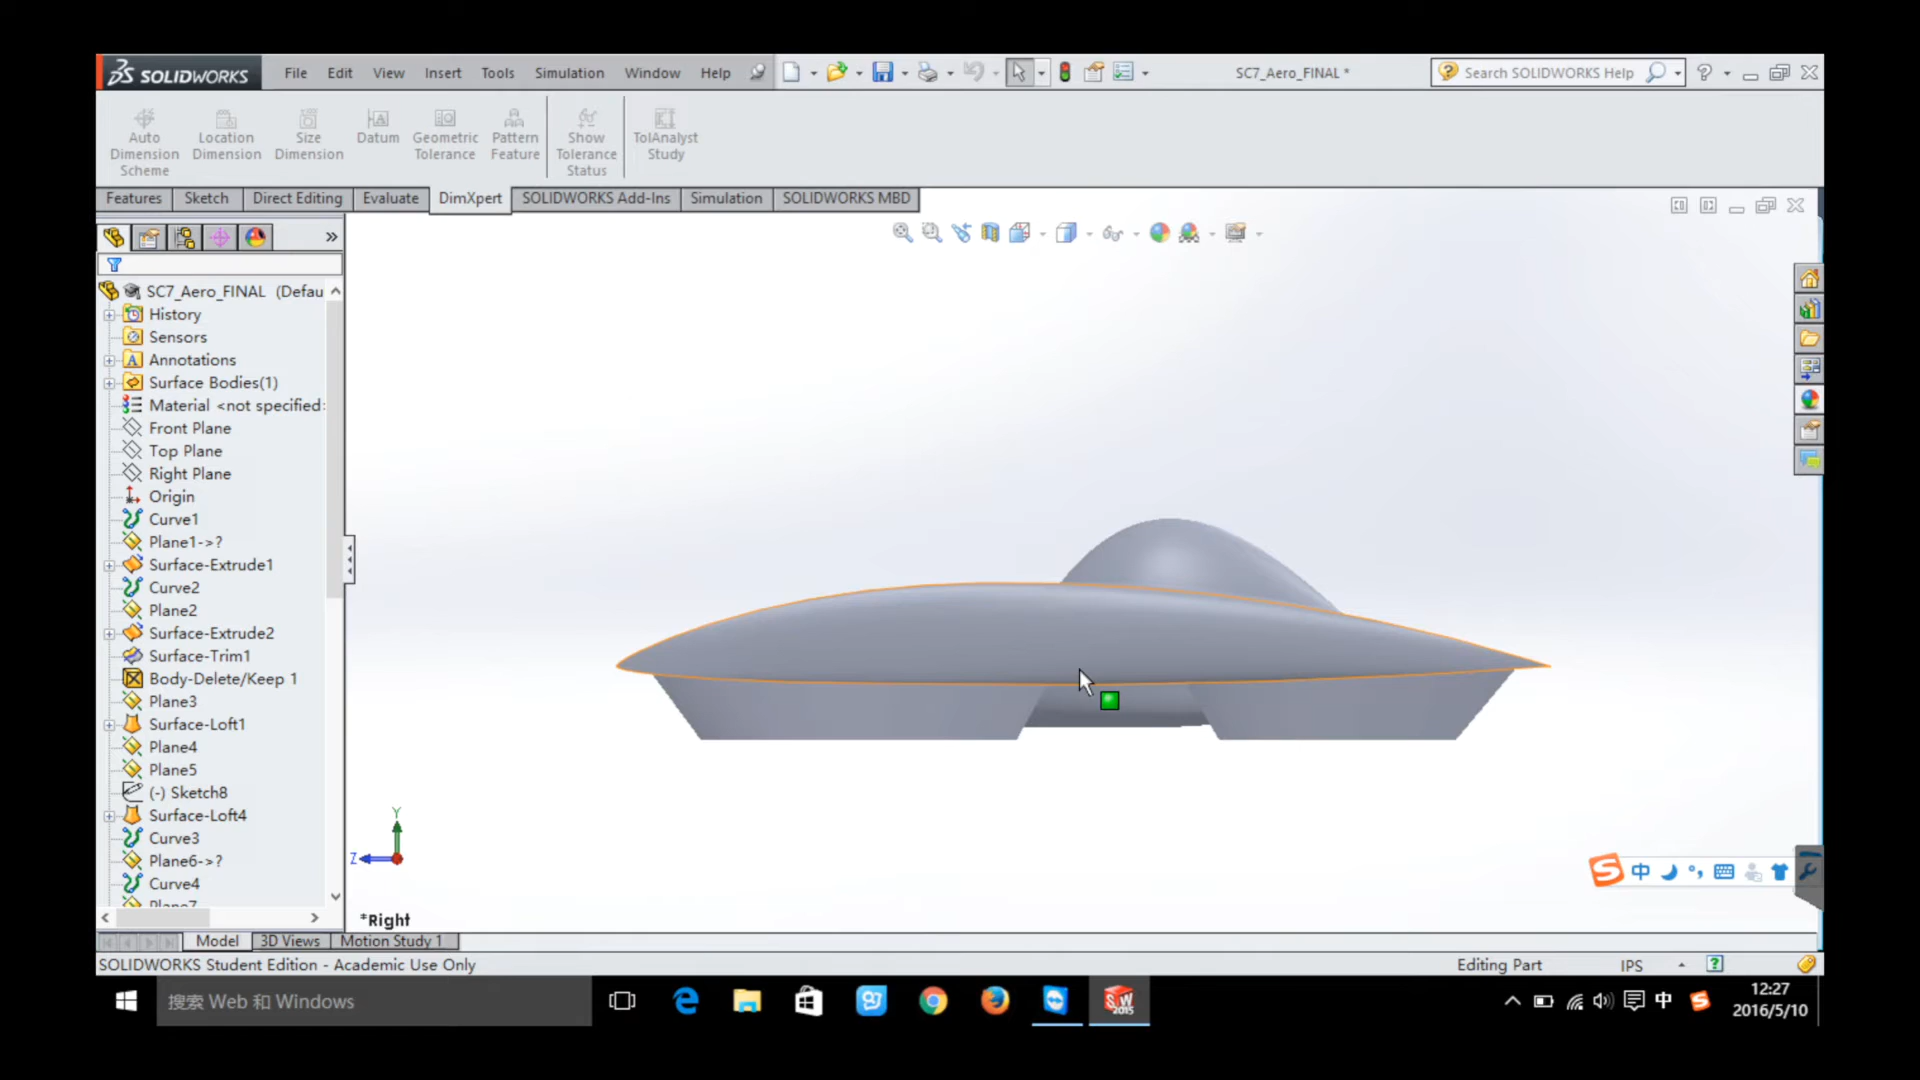 SOLIDWORKS File Edit View Insert Tools Simulation Window Help SC7_Aero_FINAL * Search SOLIDWORKS Help
Auto Dimension Scheme
Location Dimension
Size Dimension
Datum
Geometric Tolerance
Pattern Feature
Show Tolerance Status
TolAnalyst Study
Features Sketch Direct Editing Evaluate DimXpert SOLIDWORKS Add-Ins Simulation SOLIDWORKS MBD
SC7_Aero_FINAL (Defau
History
Sensors
Annotations
Surface Bodies(1)
Material <not specified>
Front Plane
Top Plane
Right Plane
Origin
Curve1
Plane1->?
Surface-Extrude1
Curve2
Plane2
Surface-Extrude2
Surface-Trim1
Body-Delete/Keep 1
Plane3
Surface-Loft1
Plane4
Plane5
(-) Sketch8
Surface-Loft4
Curve3
Plane6->?
Curve4
Plane7
Y
Z
*Right
中
Model 3D Views Motion Study 1
SOLIDWORKS Student Edition - Academic Use Only Editing Part IPS
搜索 Web 和 Windows
SW 2015
中
12:27
2016/5/10